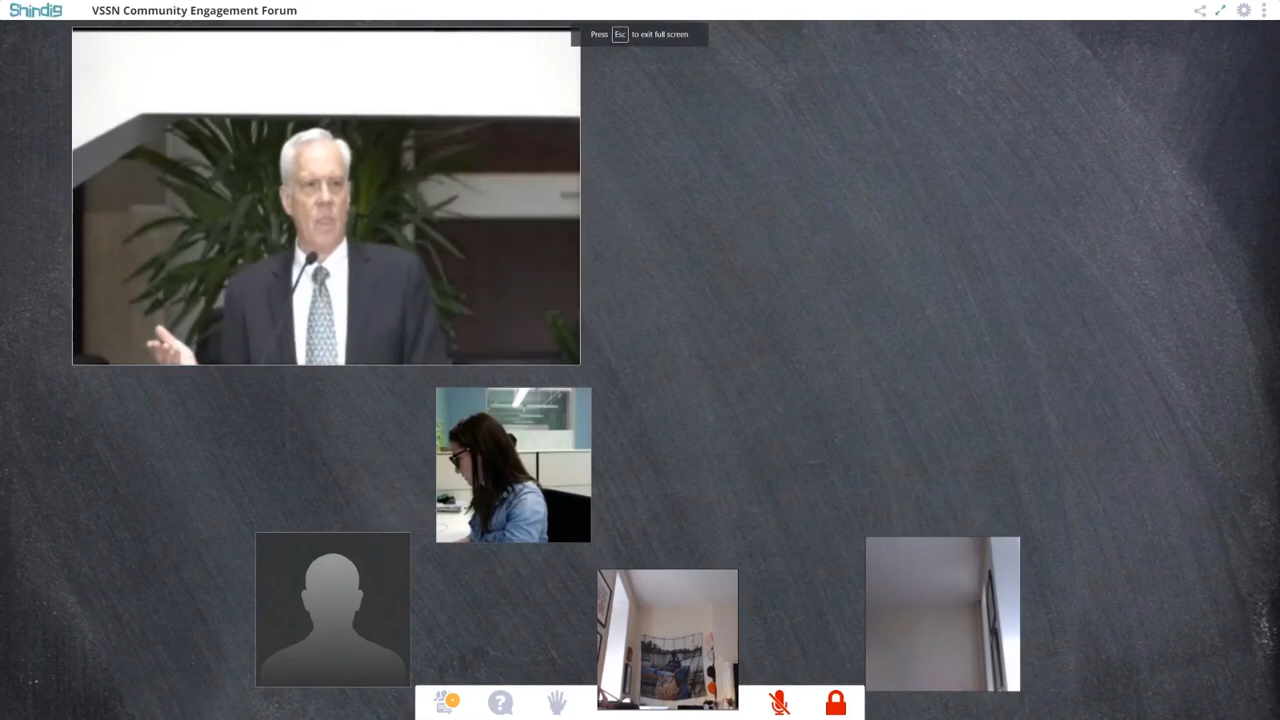 Shindig
VSSN Community Engagement Forum
Press Esc to exit full screen